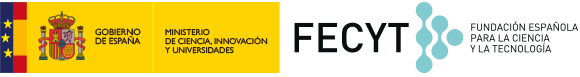 GOBIERNO
DE ESPAÑA
MINISTERIO
DE CIENCIA, INNOVACIÓN
Y UNIVERSIDADES
FECYT
FUNDACIÓN ESPAÑOLA
PARA LA CIENCIA
Y LA TECNOLOGÍA